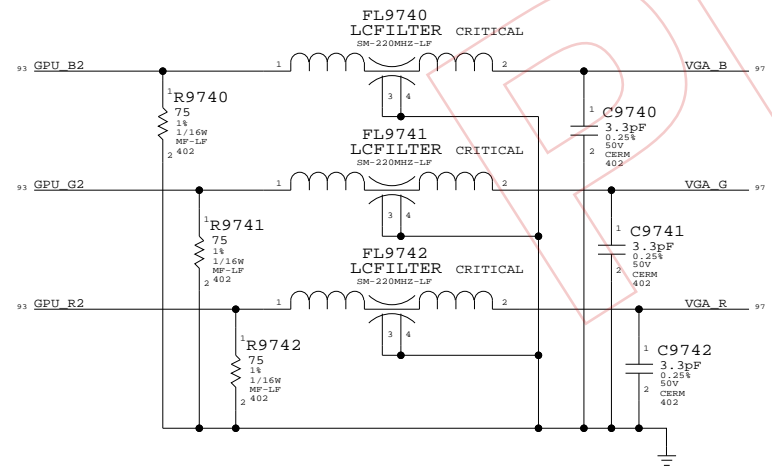 FL9740
LCFILTER CRITICAL
SM-220MHZ-LF
93 GPU_B2 1 2 VGA_B 97
3 4
1 R9740
75
1%
1/16W
MF-LF
2 402
1 C9740
3.3pF
0.25%
50V
2 CERM
402
FL9741
LCFILTER CRITICAL
SM-220MHZ-LF
93 GPU_G2 1 2 VGA_G 97
3 4
1 R9741
75
1%
1/16W
MF-LF
2 402
1 C9741
3.3pF
0.25%
50V
2 CERM
402
FL9742
LCFILTER CRITICAL
SM-220MHZ-LF
93 GPU_R2 1 2 VGA_R 97
3 4
1 R9742
75
1%
1/16W
MF-LF
2 402
1 C9742
3.3pF
0.25%
50V
2 CERM
402